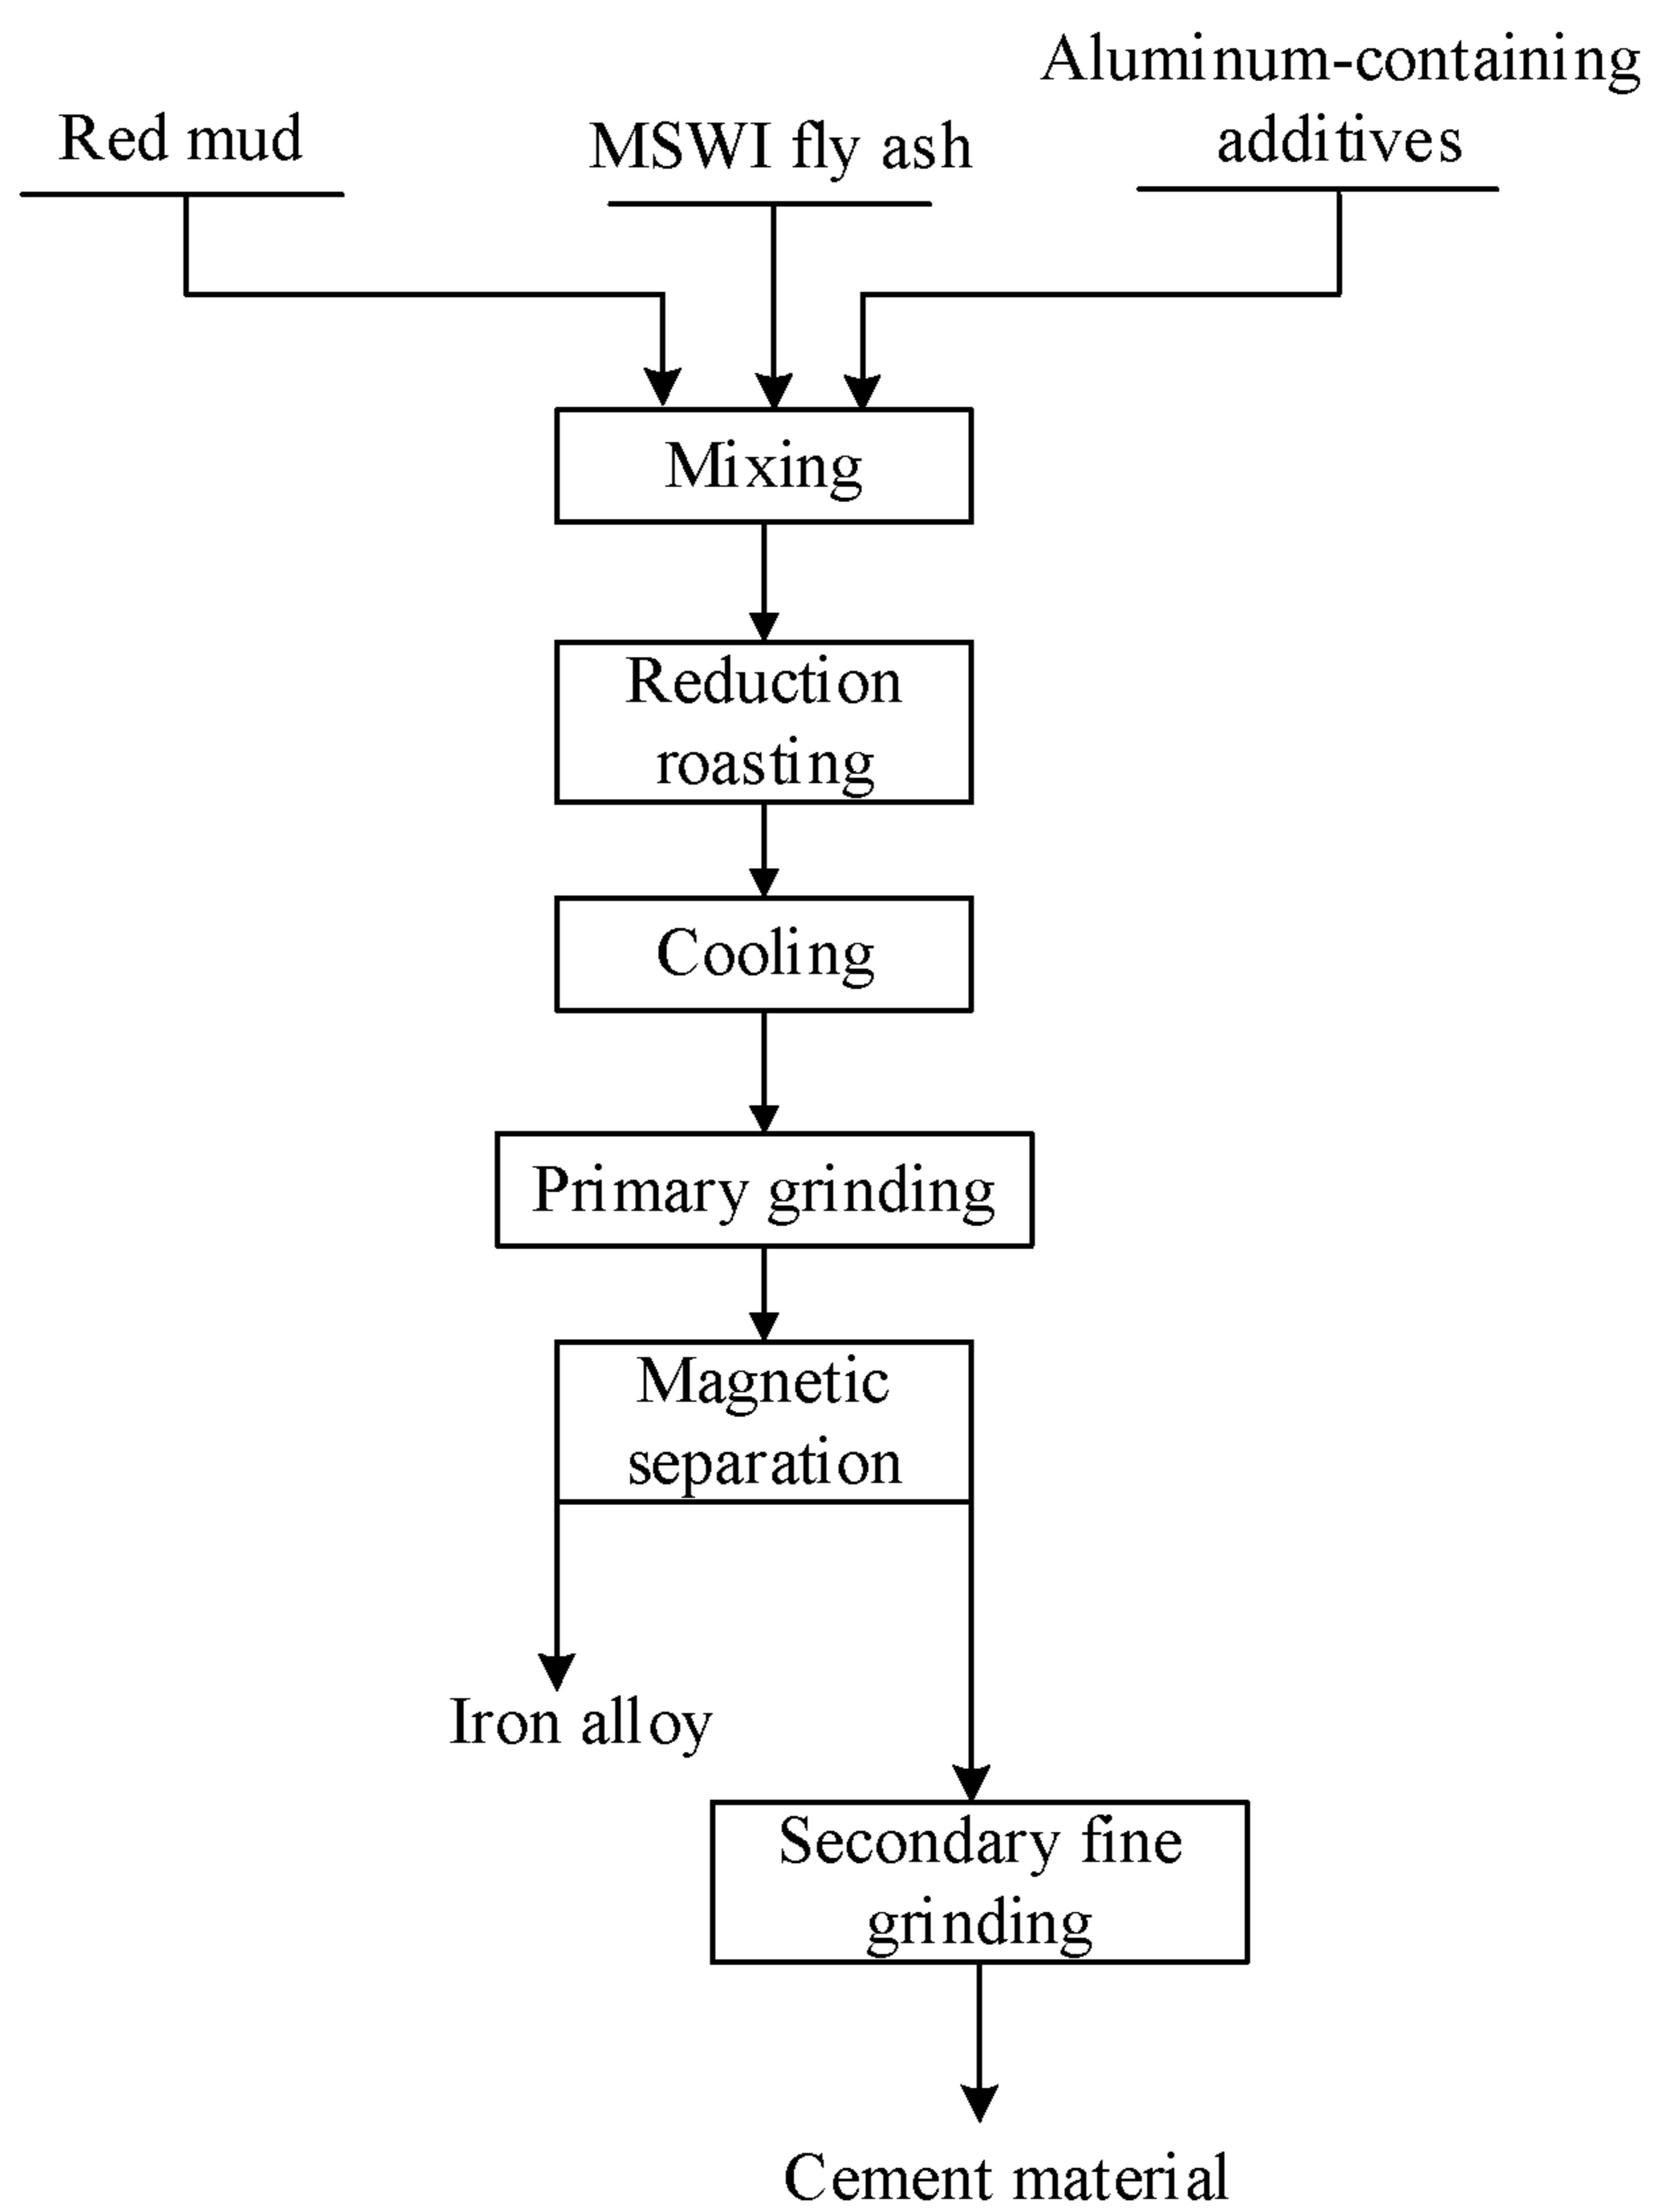 Red mud
MSWI fly ash
Aluminum-containing
additives
Mixing
Reduction
roasting
Cooling
Primary grinding
Magnetic
separation
Iron alloy
Secondary fine
grinding
Cement material